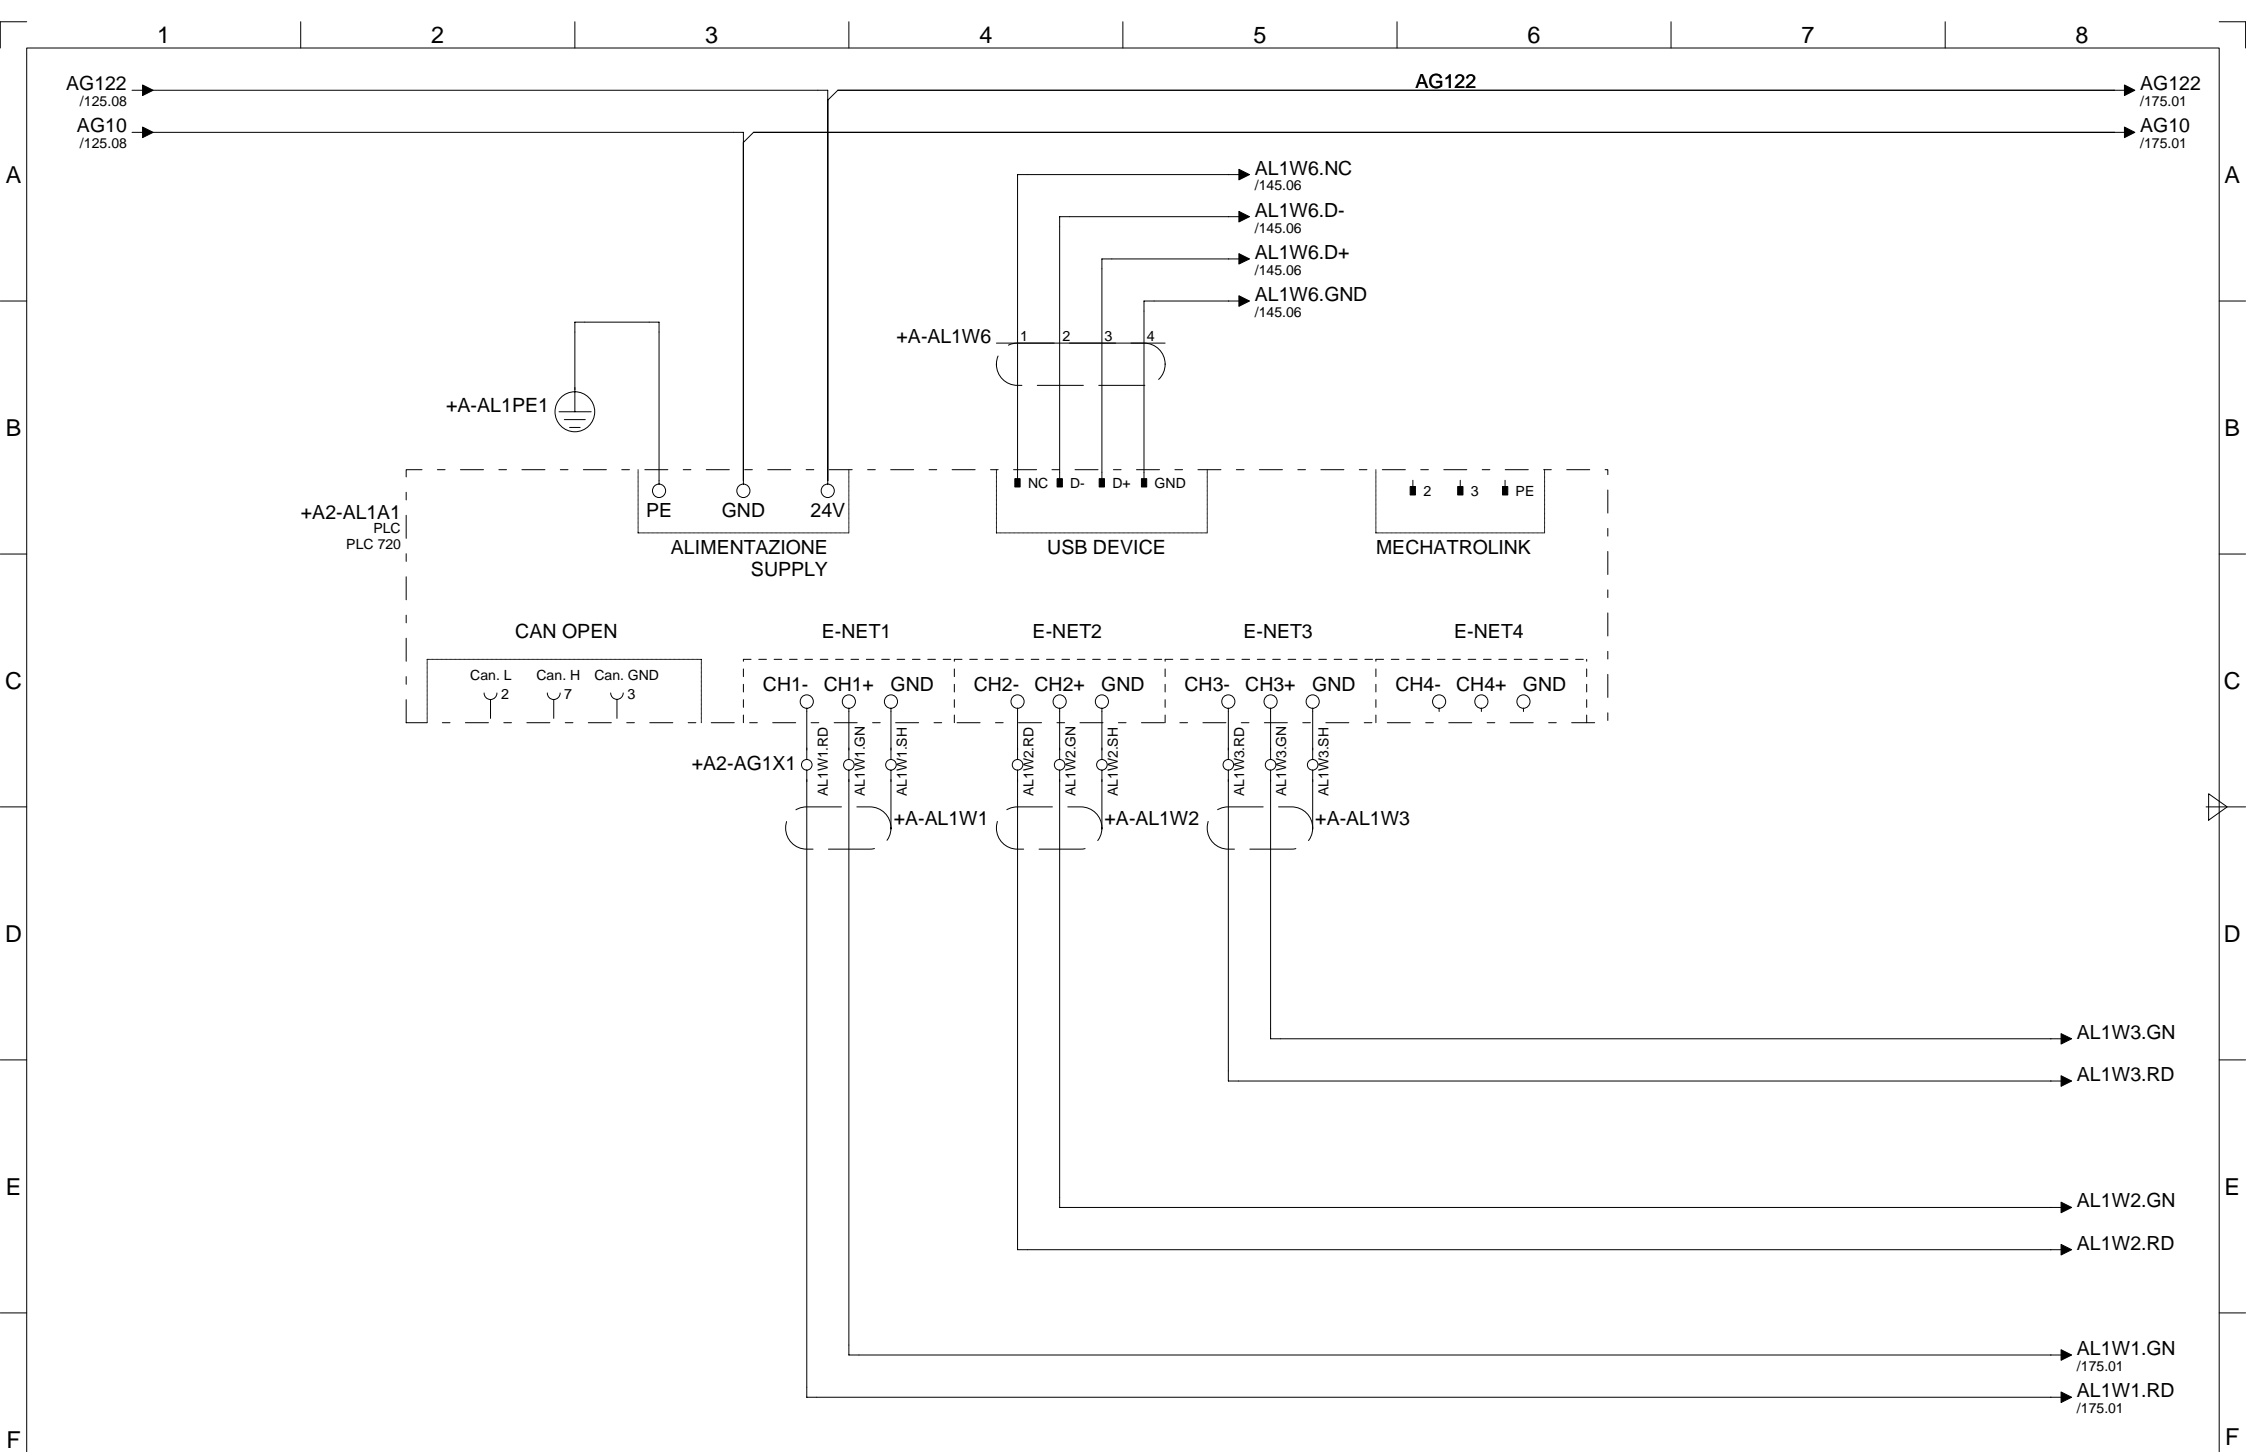 1 2 3 4 5 6 7 8
AG122 AG122 AG122
/125.08 /175.01
AG10 AG10
/125.08 /175.01
A AL1W6.NC A
/145.06
AL1W6.D-
/145.06
AL1W6.D+
/145.06
AL1W6.GND
/145.06
+A-AL1W6 1 2 3 4
+A-AL1PE1
B B
NC D- D+ GND 2 3 PE
+A2-AL1A1 PE GND 24V
PLC
PLC 720
ALIMENTAZIONE USB DEVICE MECHATROLINK
SUPPLY
CAN OPEN E-NET1 E-NET2 E-NET3 E-NET4
Can. L Can. H Can. GND
C CH1- CH1+ GND CH2- CH2+ GND CH3- CH3+ GND CH4- CH4+ GND C
2 7 3
AL1W1.RD AL1W1.GN AL1W1.SH AL1W2.RD AL1W2.GN AL1W2.SH AL1W3.RD AL1W3.GN AL1W3.SH
+A2-AG1X1
+A-AL1W1 +A-AL1W2 +A-AL1W3
D D
AL1W3.GN
AL1W3.RD
E E
AL1W2.GN
AL1W2.RD
AL1W1.GN
/175.01
AL1W1.RD
/175.01
F F